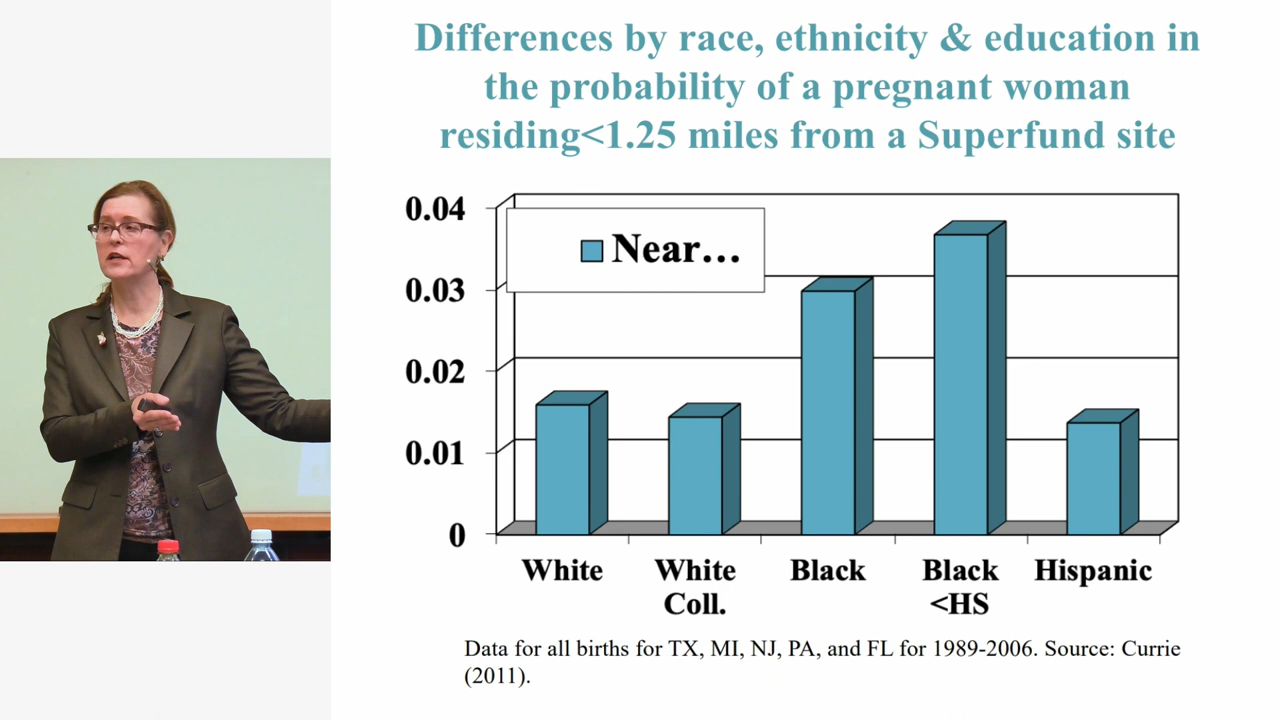 Differences by race, ethnicity & education in
the probability of a pregnant woman
residing<1.25 miles from a Superfund site
0.04
0.03
0.02
0.01
0
Near…
White
White
Coll.
Black
Black
<HS
Hispanic
Data for all births for TX, MI, NJ, PA, and FL for 1989-2006. Source: Currie
(2011).